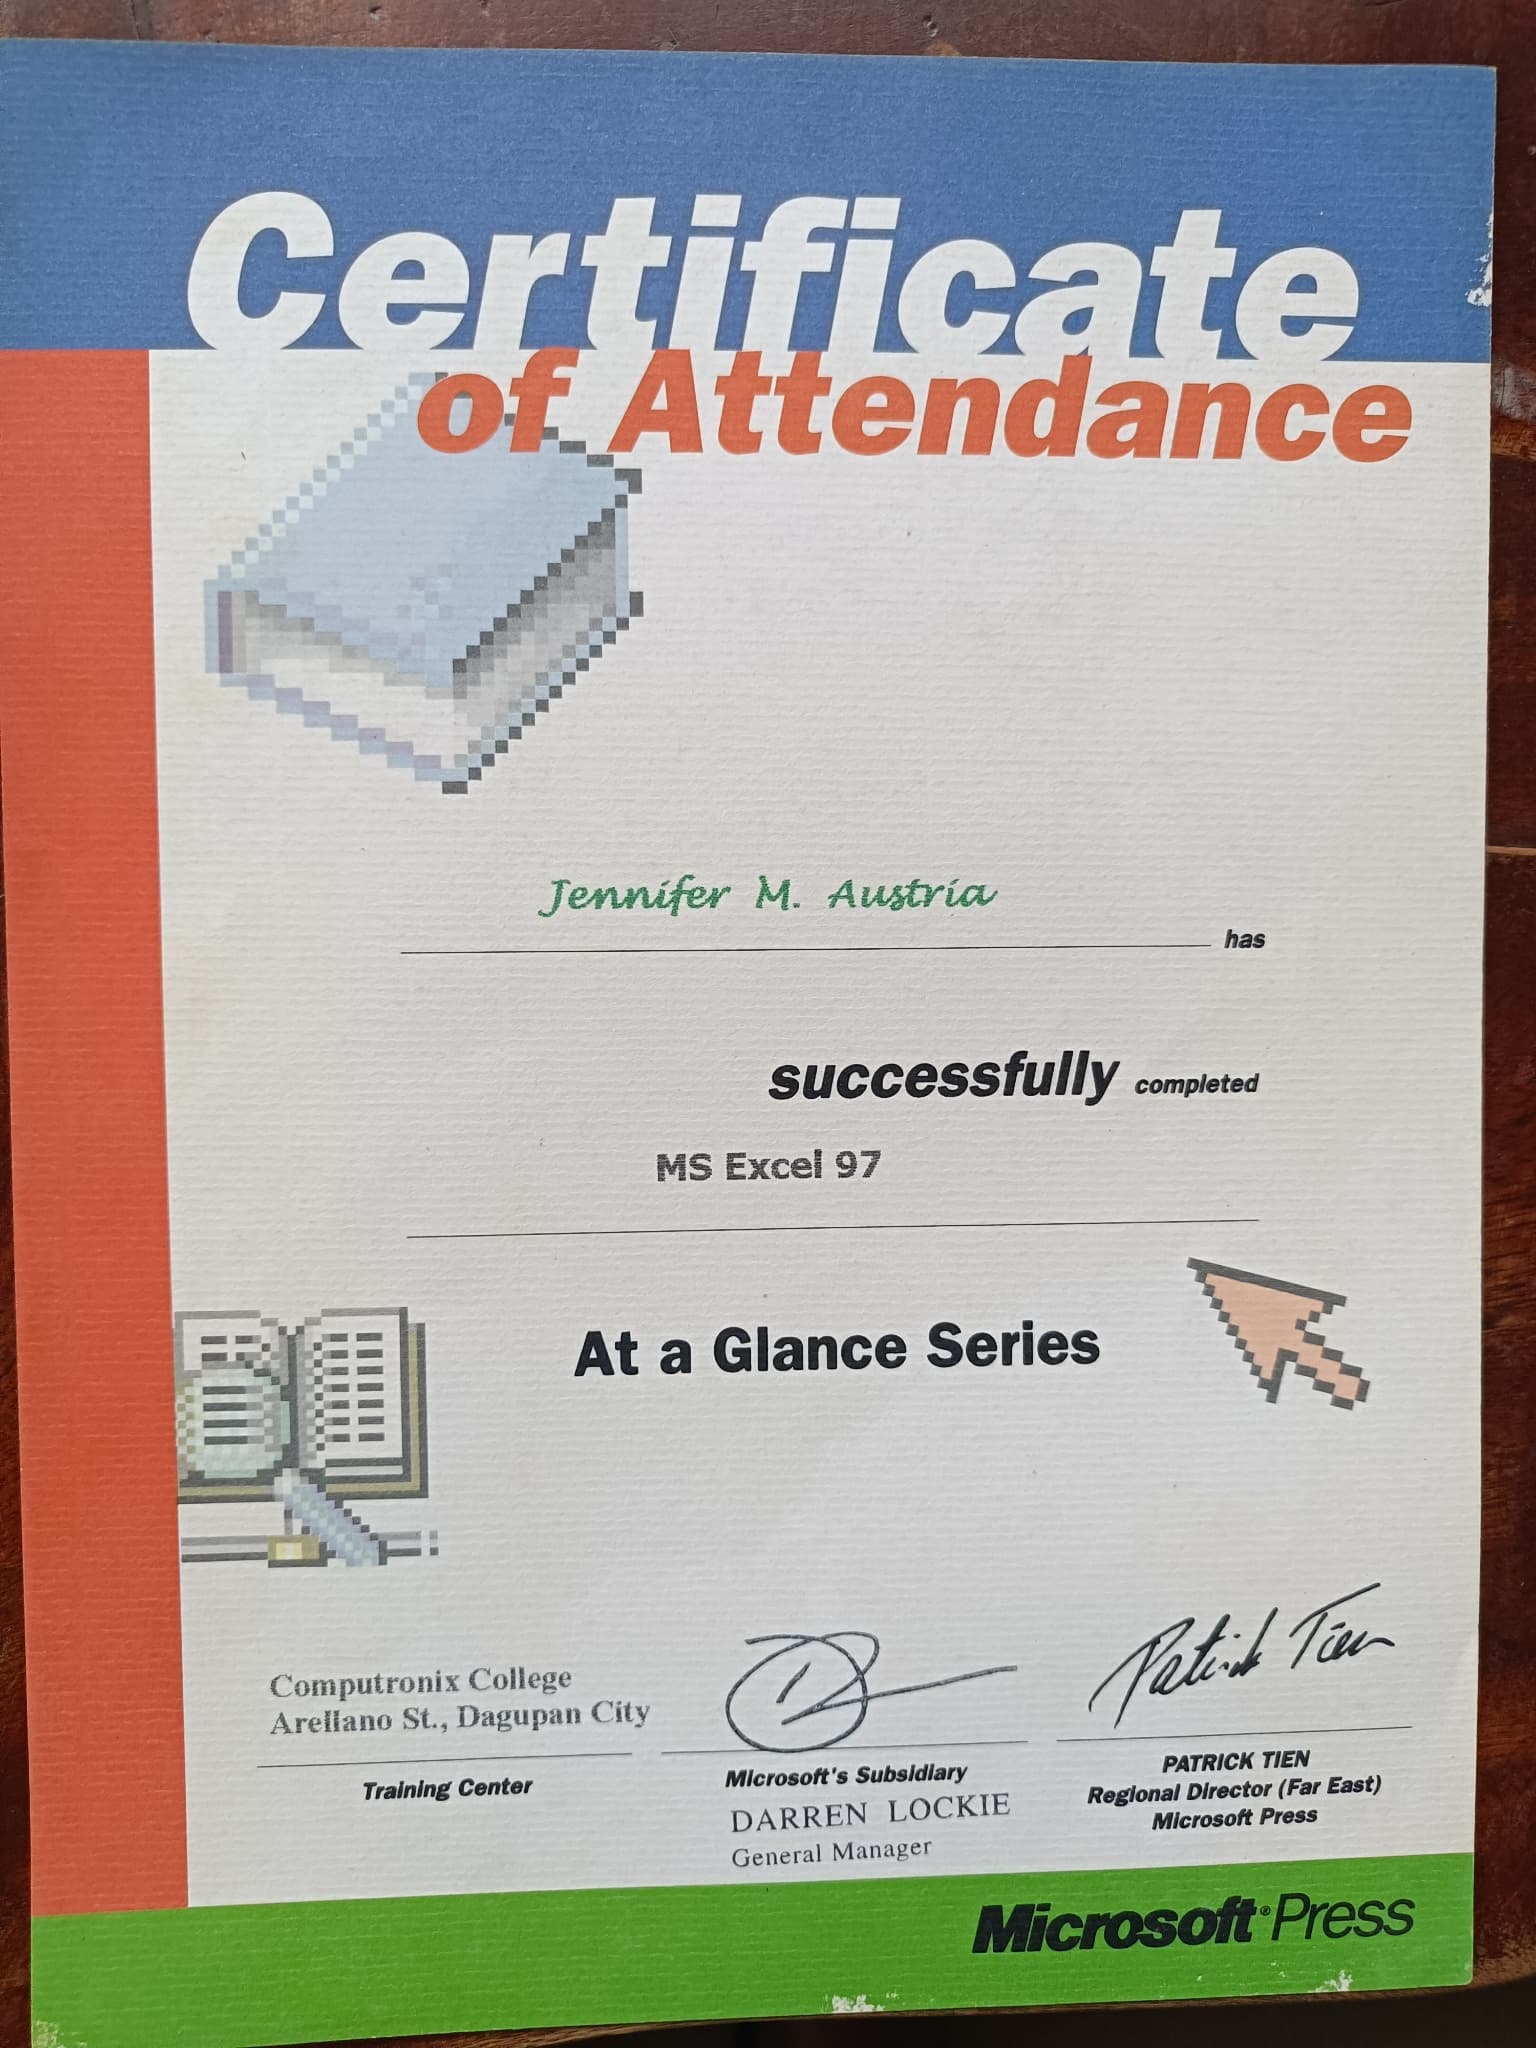 Certificate
of Attendance
Jennifer M. Austria
has
successfully completed
MS Excel 97
At a Glance Series
Computronix College
Arellano St., Dagupan City
Training Center
Microsoft's Subsidiary
DARREN LOCKIE
General Manager
Patrick Tien
PATRICK TIEN
Regional Director (Far East)
Microsoft Press
Microsoft® Press